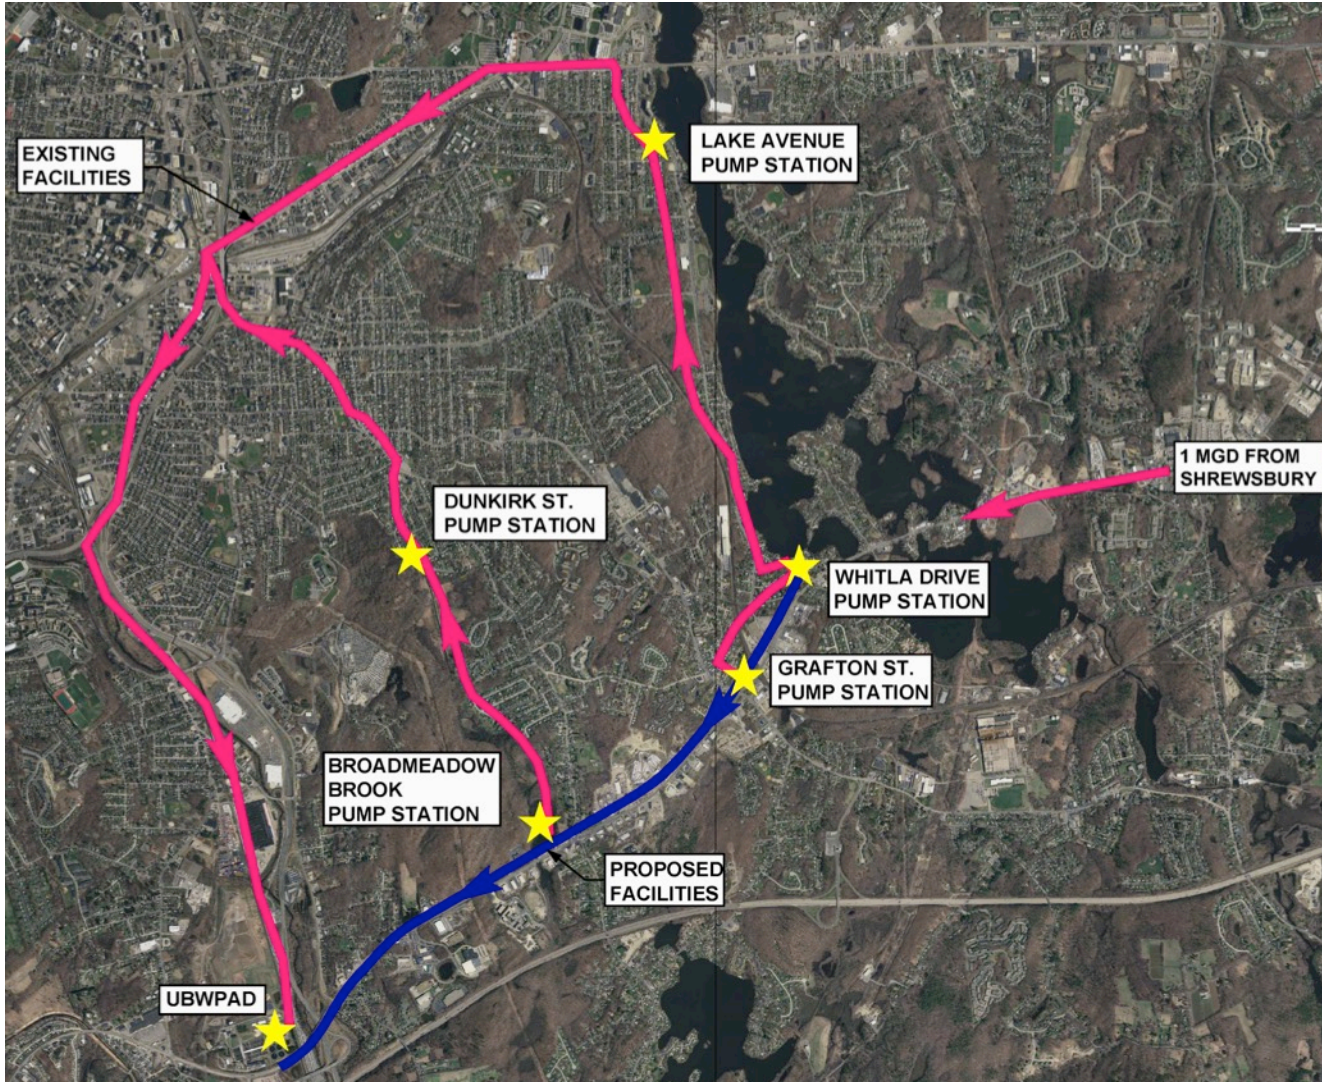 EXISTING
FACILITIES
LAKE AVENUE
PUMP STATION
1 MGD FROM
SHREWSBURY
DUNKIRK ST.
PUMP STATION
WHITLA DRIVE
PUMP STATION
GRAFTON ST.
PUMP STATION
BROADMEADOW
BROOK
PUMP STATION
PROPOSED
FACILITIES
UBWPAD